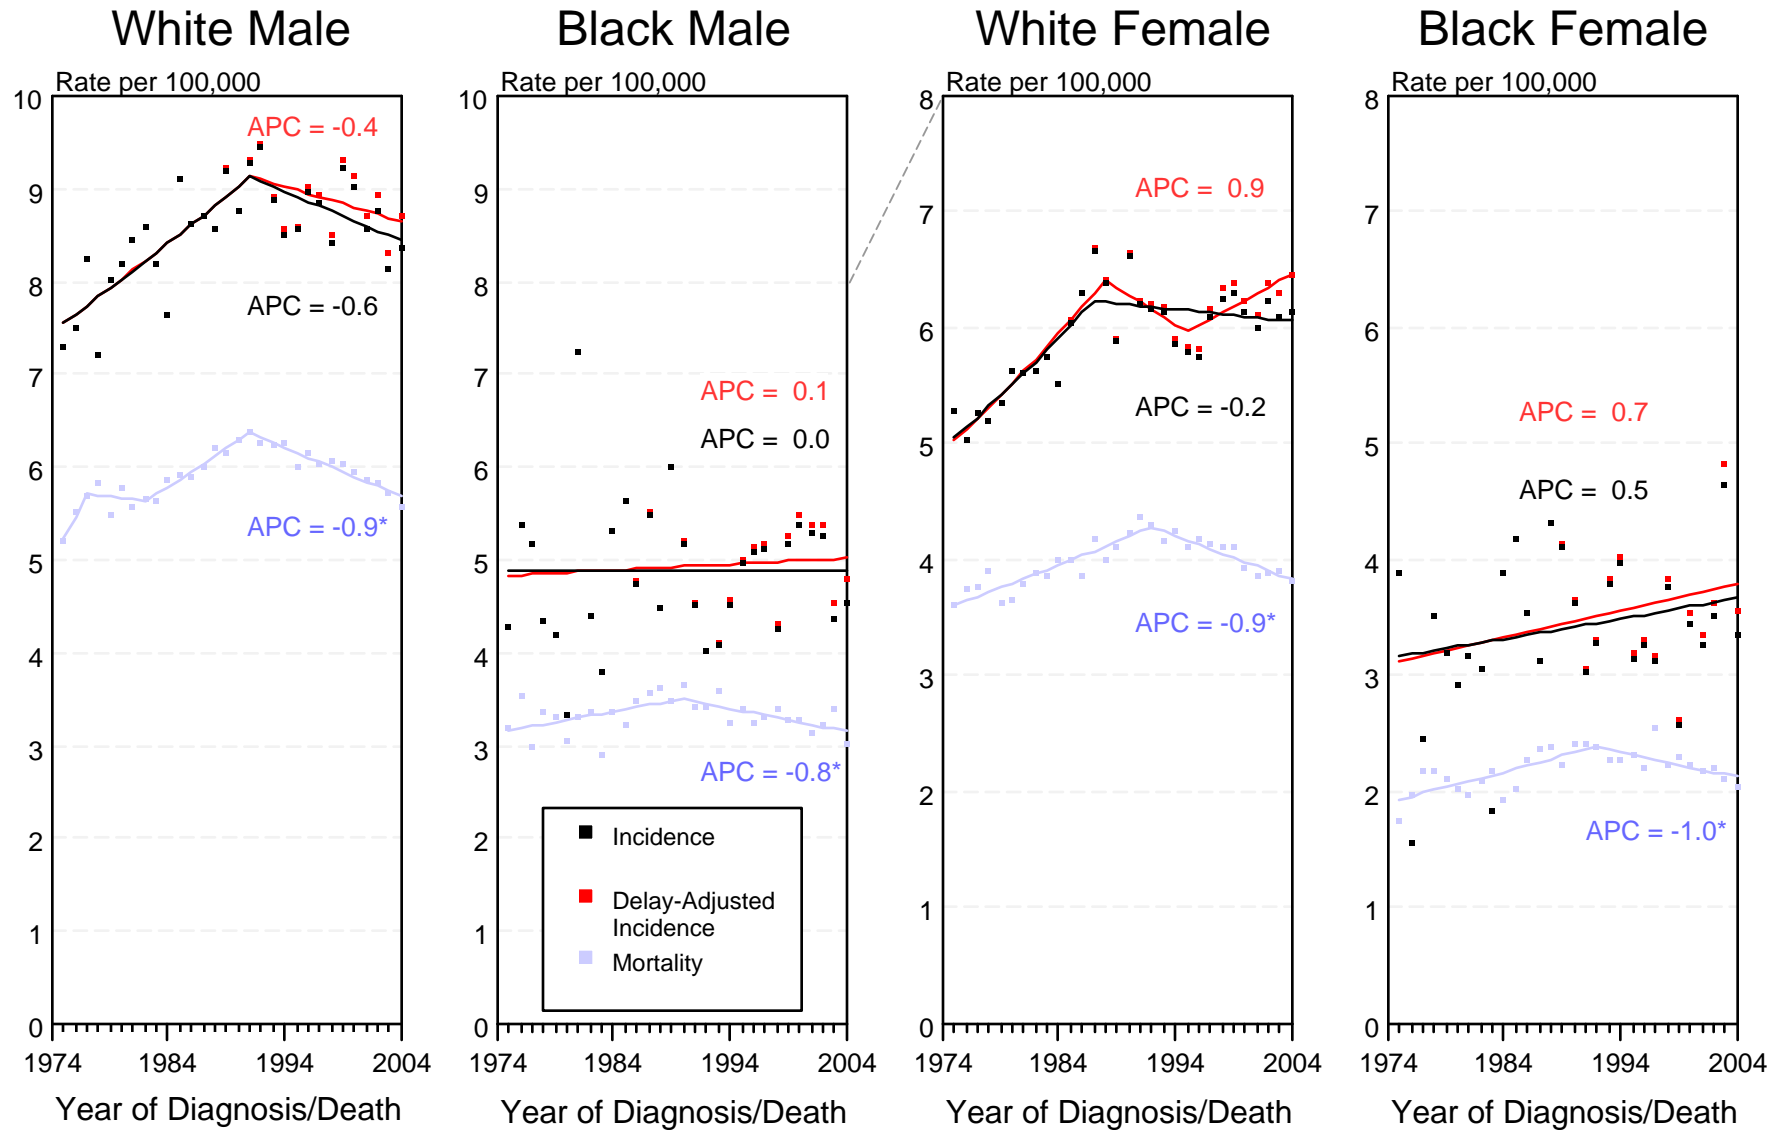 White Male
Black Male
White Female
Black Female
Rate per 100,000
10
9
8
7
6
5
4
3
2
1
0
APC = -0.4
APC = -0.6
APC = -0.9*
1974
1984
1994
2004
Year of Diagnosis/Death
Rate per 100,000
10
9
8
7
6
5
4
3
2
1
0
APC = 0.1
APC = 0.0
APC = -0.8*
Incidence
Delay-Adjusted
Incidence
Mortality
1974
1984
1994
2004
Year of Diagnosis/Death
Rate per 100,000
8
7
6
5
4
3
2
1
0
APC = 0.9
APC = -0.2
APC = -0.9*
1974
1984
1994
2004
Year of Diagnosis/Death
8
7
6
5
4
3
2
1
0
APC = 0.7
APC = 0.5
APC = -1.0*
1974
1984
1994
2004
Year of Diagnosis/Death